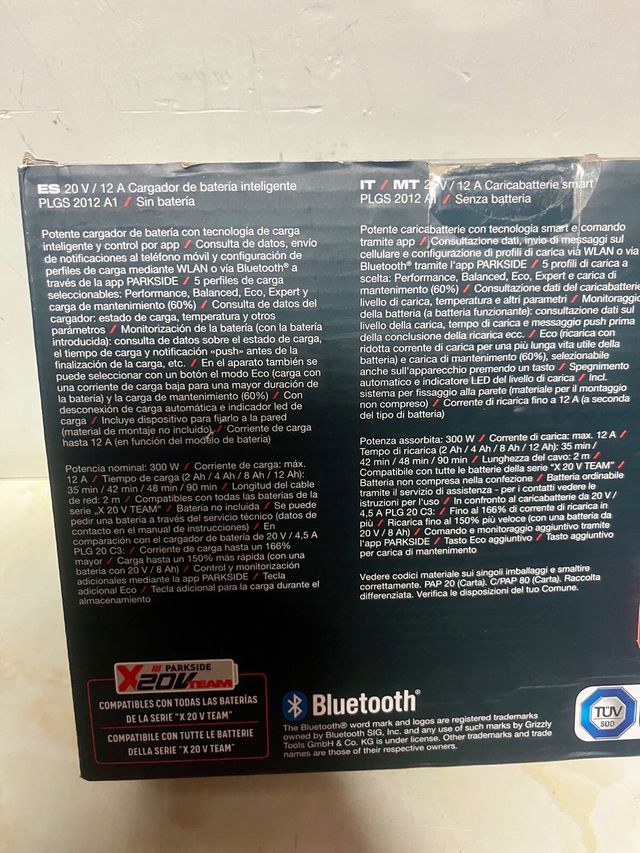 ES 20 V / 12 A Cargador de batería inteligente
PLGS 2012 A1 / Sin batería
Potente cargador de batería con tecnología de carga
inteligente y control por app / Consulta de datos, envío
de notificaciones al teléfono móvil y configuración de
perfiles de carga mediante WLAN o vía Bluetooth® a
través de la app PARKSIDE / 5 perfiles de carga
seleccionables: Performance, Balanced, Eco, Expert y
carga de mantenimiento (60%) / Consulta de datos del
cargador: estado de carga, temperatura y otros
parámetros / Monitorización de la batería (con la batería
introducida): consulta de datos sobre el estado de carga,
el tiempo de carga y notificación «push» antes de la
finalización de la carga, etc. / En el aparato también se
puede seleccionar con un botón el modo Eco (carga con
una corriente de carga baja para una mayor duración de
la batería) y la carga de mantenimiento (60%) / Con
desconexión de carga automática e indicador led de
carga / Incluye dispositivo para fijarlo a la pared
(material de montaje no incluido) / Corriente de carga
hasta 12 A (en función del modelo de batería)
Potencia nominal: 300 W / Corriente de carga: máx.
12 A / Tiempo de carga (2 Ah / 4 Ah / 8 Ah / 12 Ah):
35 min / 42 min / 48 min / 90 min / Longitud del cable
de red: 2 m / Compatibles con todas las baterías de la
serie „X 20 V TEAM” / Batería no incluida / Se puede
pedir una batería a través del servicio técnico (datos de
contacto en el manual de instrucciones) / En
comparación con el cargador de batería de 20 V / 4,5 A
PLG 20 C3: / Corriente de carga hasta un 166%
mayor / Carga hasta un 150% más rápida (con una
batería con 20 V / 8 Ah) / Control y monitorización
adicionales mediante la app PARKSIDE / Tecla
adicional Eco / Tecla adicional para la carga durante el
almacenamiento
IT / MT 2 V / 12 A Caricabatterie smart
PLGS 2012 A1 / Senza batteria
Potente caricabatterie con tecnologia smart e comando
tramite app / Consultazione dati, invio di messaggi sul
cellulare e configurazione di profili di carica via WLAN o via
Bluetooth® tramite l'app PARKSIDE / 5 profili di carica a
scelta: Performance, Balanced, Eco, Expert e carica di
mantenimento (60%) / Consultazione dati del caricabatterie
livello di carica, temperatura e altri parametri / Monitoraggio
della batteria (a batteria funzionante): consultazione dati sul
livello della carica, tempo di carica e messaggio push prima
della conclusione della ricarica ecc. / Eco (ricarica con
ridotta corrente di carica per una più lunga vita utile della
batteria) e carica di mantenimento (60%), selezionabile
anche sull'apparecchio premendo un tasto / Spegnimento
automatico e indicatore LED del livello di carica / Incl.
sistema per fissaggio alla parete (materiale per il montaggio
non compreso) / Corrente di ricarica fino a 12 A (a seconda
del tipo di batteria)
Potenza assorbita: 300 W / Corrente di carica: max. 12 A /
Tempo di ricarica (2 Ah / 4 Ah / 8 Ah / 12 Ah): 35 min /
42 min / 48 min / 90 min / Lunghezza del cavo: 2 m /
Compatibile con tutte le batterie della serie "X 20 V TEAM" /
Batteria non compresa nella confezione / Batteria ordinabile
tramite il servizio di assistenza - per i contatti vedere le
istruzioni per l'uso / In confronto al caricabatterie da 20 V /
4,5 A PLG 20 C3: / Fino al 166% di corrente di ricarica in
più / Ricarica fino al 150% più veloce (con una batteria da
20 V / 8 Ah) / Comando e monitoraggio aggiuntivo tramite
l'app PARKSIDE / Tasto Eco aggiuntivo / Tasto aggiuntivo
per carica di mantenimento
Vedere codici materiale sui singoli imballaggi e smaltire
correttamente. PAP 20 (Carta). C/PAP 80 (Carta). Raccolta
differenziata. Verifica le disposizioni del tuo Comune.
/// PARKSIDE
X20V TEAM
COMPATIBLES CON TODAS LAS BATERÍAS
DE LA SERIE "X 20 V TEAM"
COMPATIBILE CON TUTTE LE BATTERIE
DELLA SERIE "X 20 V TEAM"
Bluetooth®
The Bluetooth® word mark and logos are registered trademarks
owned by Bluetooth SIG, Inc. and any use of such marks by Grizzly
Tools GmbH & Co. KG is under license. Other trademarks and trade
names are those of their respective owners.
TÜV
SÜD